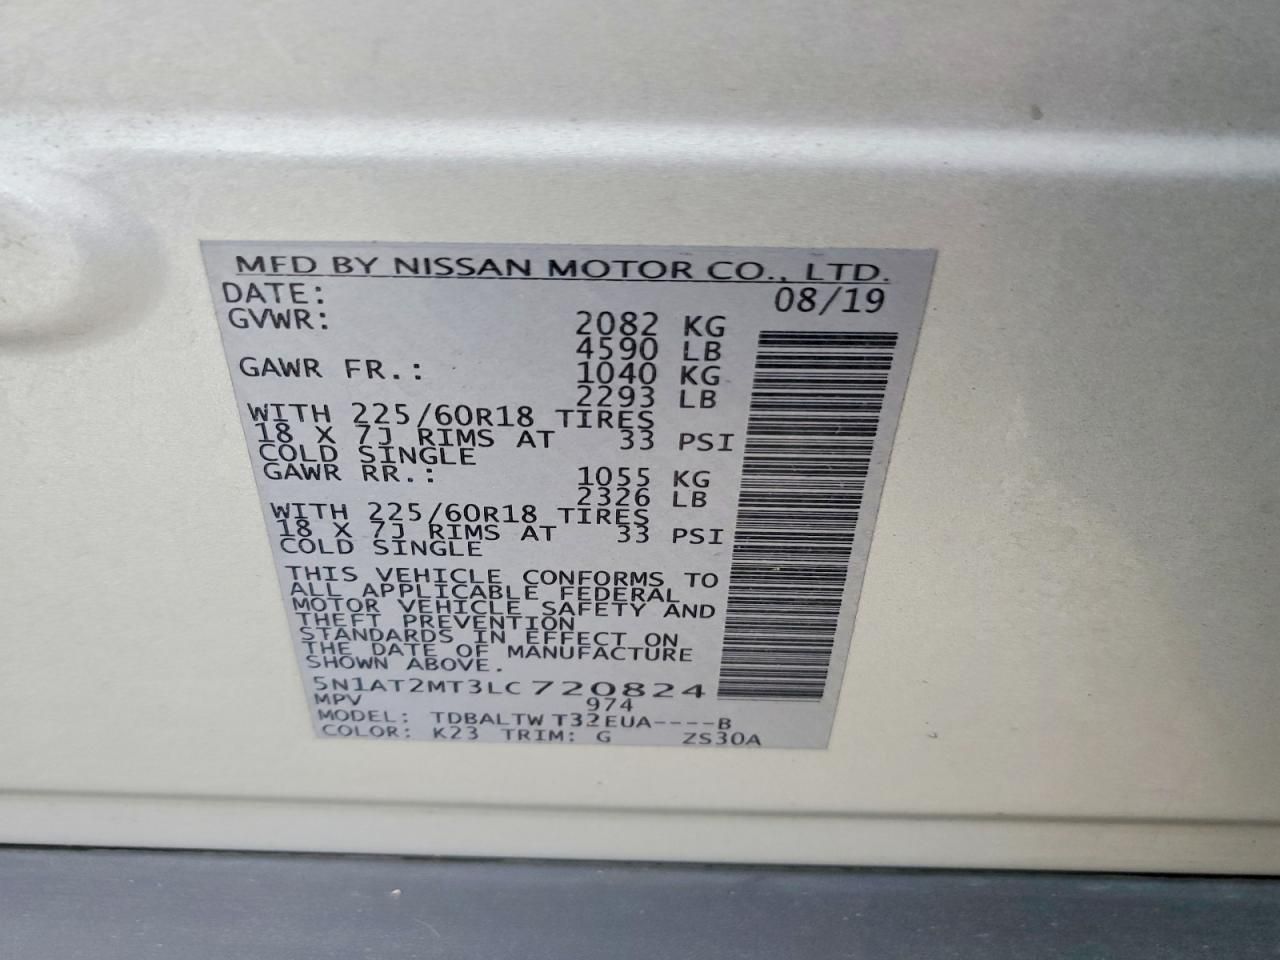 MFD BY NISSAN MOTOR CO., LTD.
DATE: 08/19
GVWR: 2082 KG
4590 LB
GAWR FR.: 1040 KG
2293 LB
WITH 225/60R18 TIRES
18 X 7J RIMS AT 33 PSI
COLD SINGLE
GAWR RR.: 1055 KG
2326 LB
WITH 225/60R18 TIRES
18 X 7J RIMS AT 33 PSI
COLD SINGLE
THIS VEHICLE CONFORMS TO
ALL APPLICABLE FEDERAL
MOTOR VEHICLE SAFETY AND
THEFT PREVENTION
STANDARDS IN EFFECT ON
THE DATE OF MANUFACTURE
SHOWN ABOVE.
5N1AT2MT3LC720824
MPV 974
MODEL: TDBALTW T32EUA----B
COLOR: K23 TRIM: G ZS30A